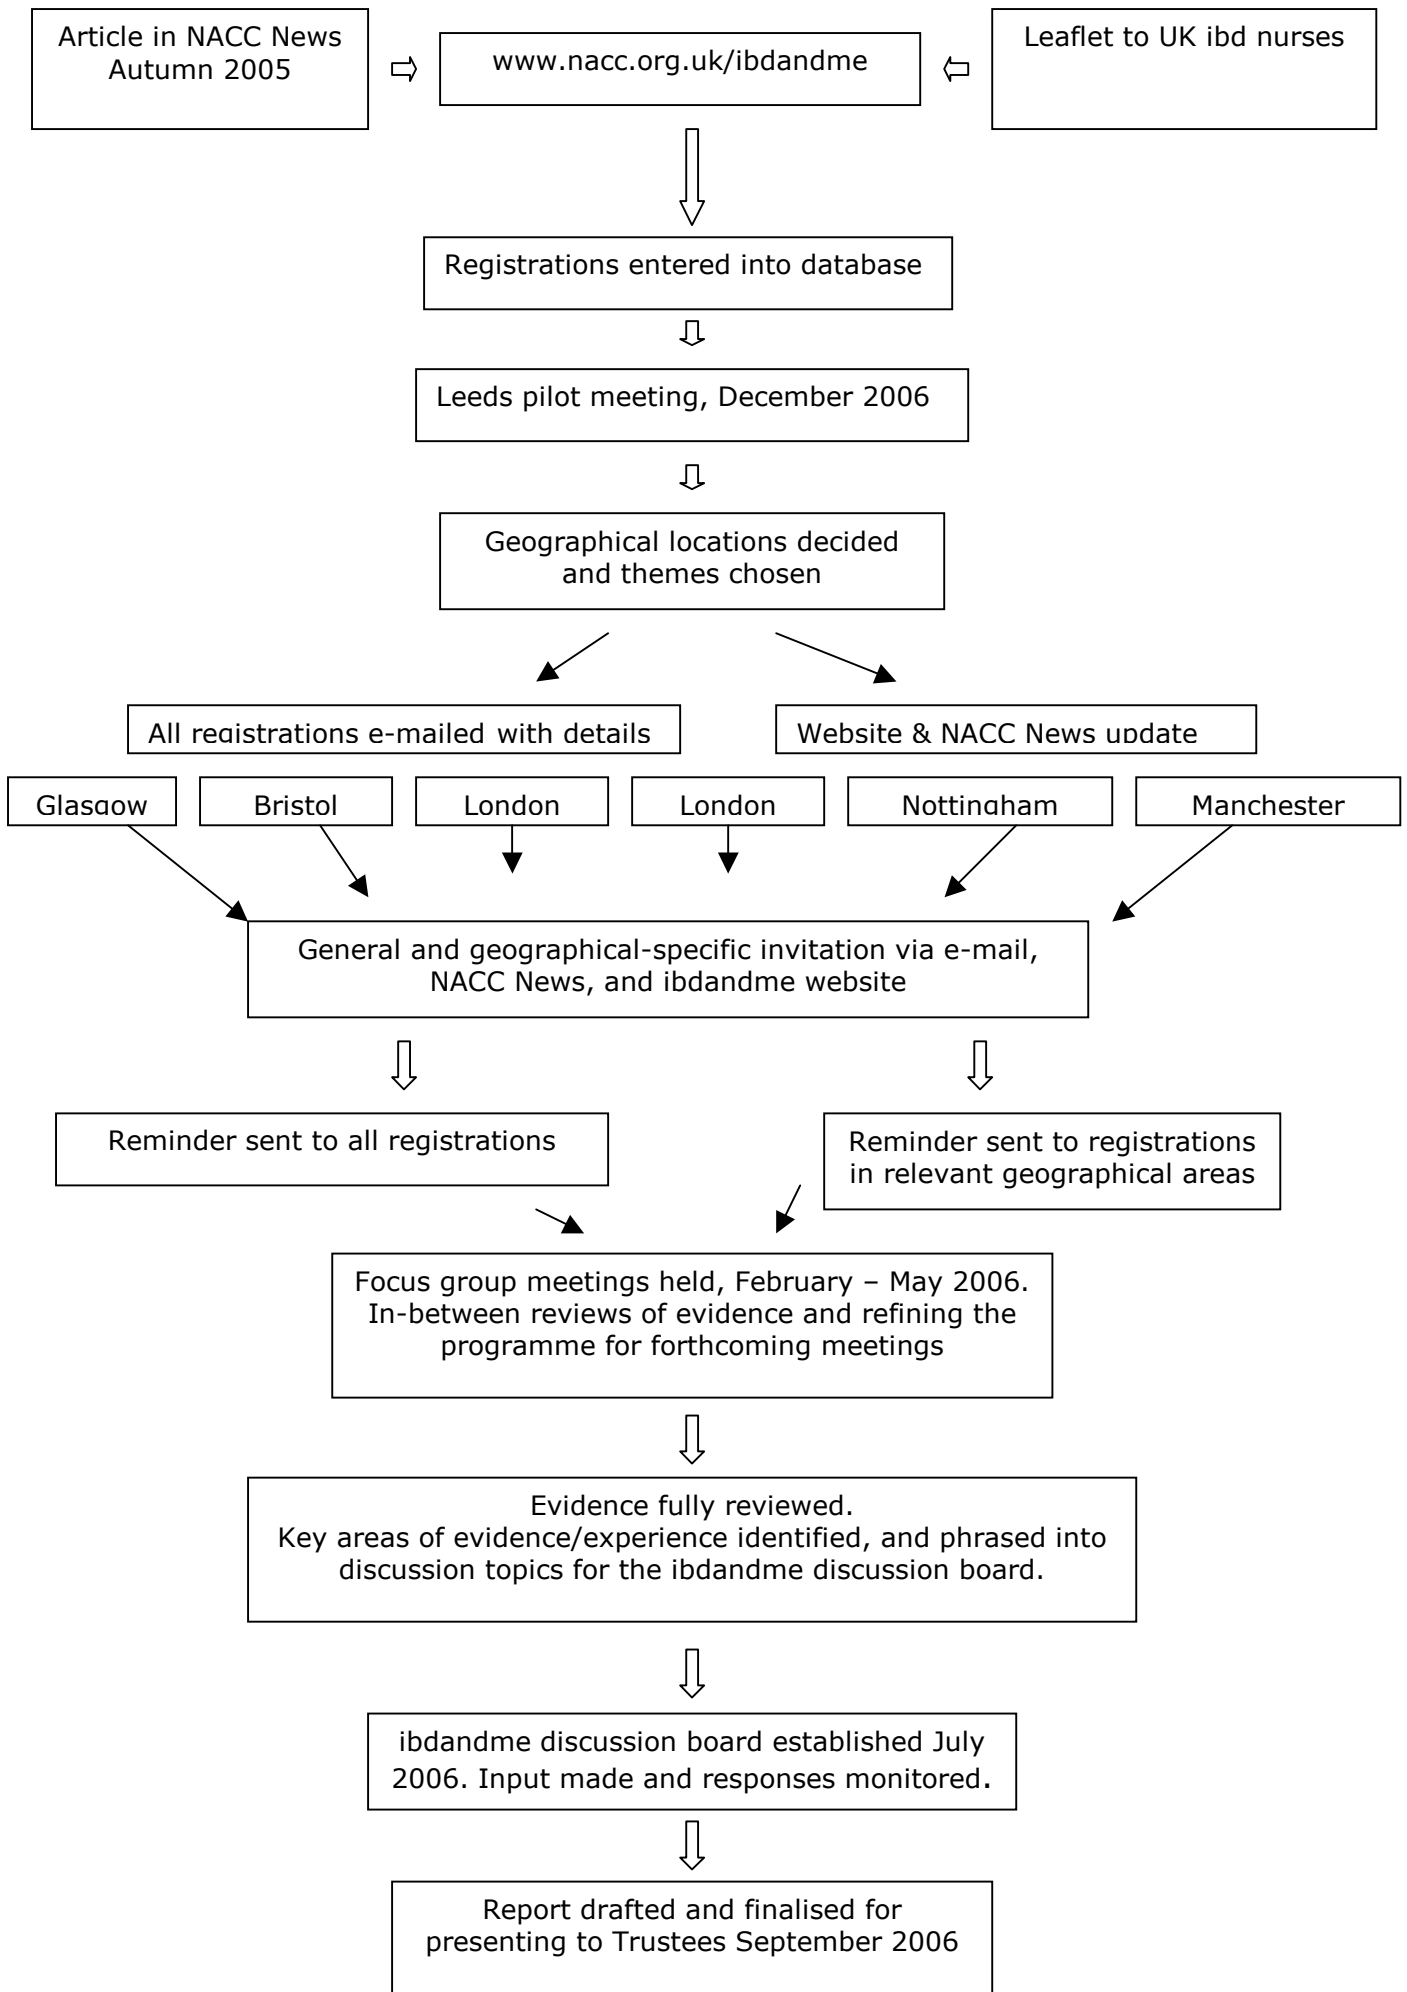 Article in NACC News
Autumn 2005
www.nacc.org.uk/ibdandme
Leaflet to UK ibd nurses
Registrations entered into database
Leeds pilot meeting, December 2006
Geographical locations decided
and themes chosen
All registrations e-mailed with details
Website & NACC News update
Glasgow
Bristol
London
London
Nottingham
Manchester
General and geographical-specific invitation via e-mail,
NACC News, and ibdandme website
Reminder sent to all registrations
Reminder sent to registrations
in relevant geographical areas
Focus group meetings held, February – May 2006.
In-between reviews of evidence and refining the
programme for forthcoming meetings
Evidence fully reviewed.
Key areas of evidence/experience identified, and phrased into
discussion topics for the ibdandme discussion board.
ibdandme discussion board established July
2006. Input made and responses monitored.
Report drafted and finalised for
presenting to Trustees September 2006